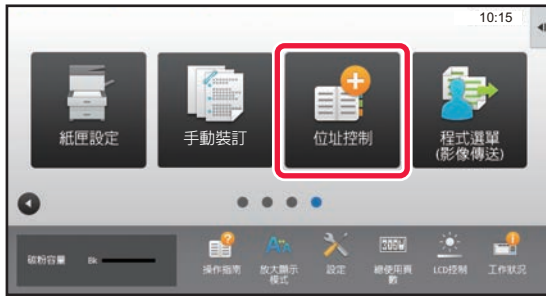 10:15
紙匣設定
手動裝訂
位址控制
程式選單
(影像傳送)
碳粉容量
Bk
操作指南
放大顯示
模式
設定
總使用頁
數
LCD控制
工作狀況